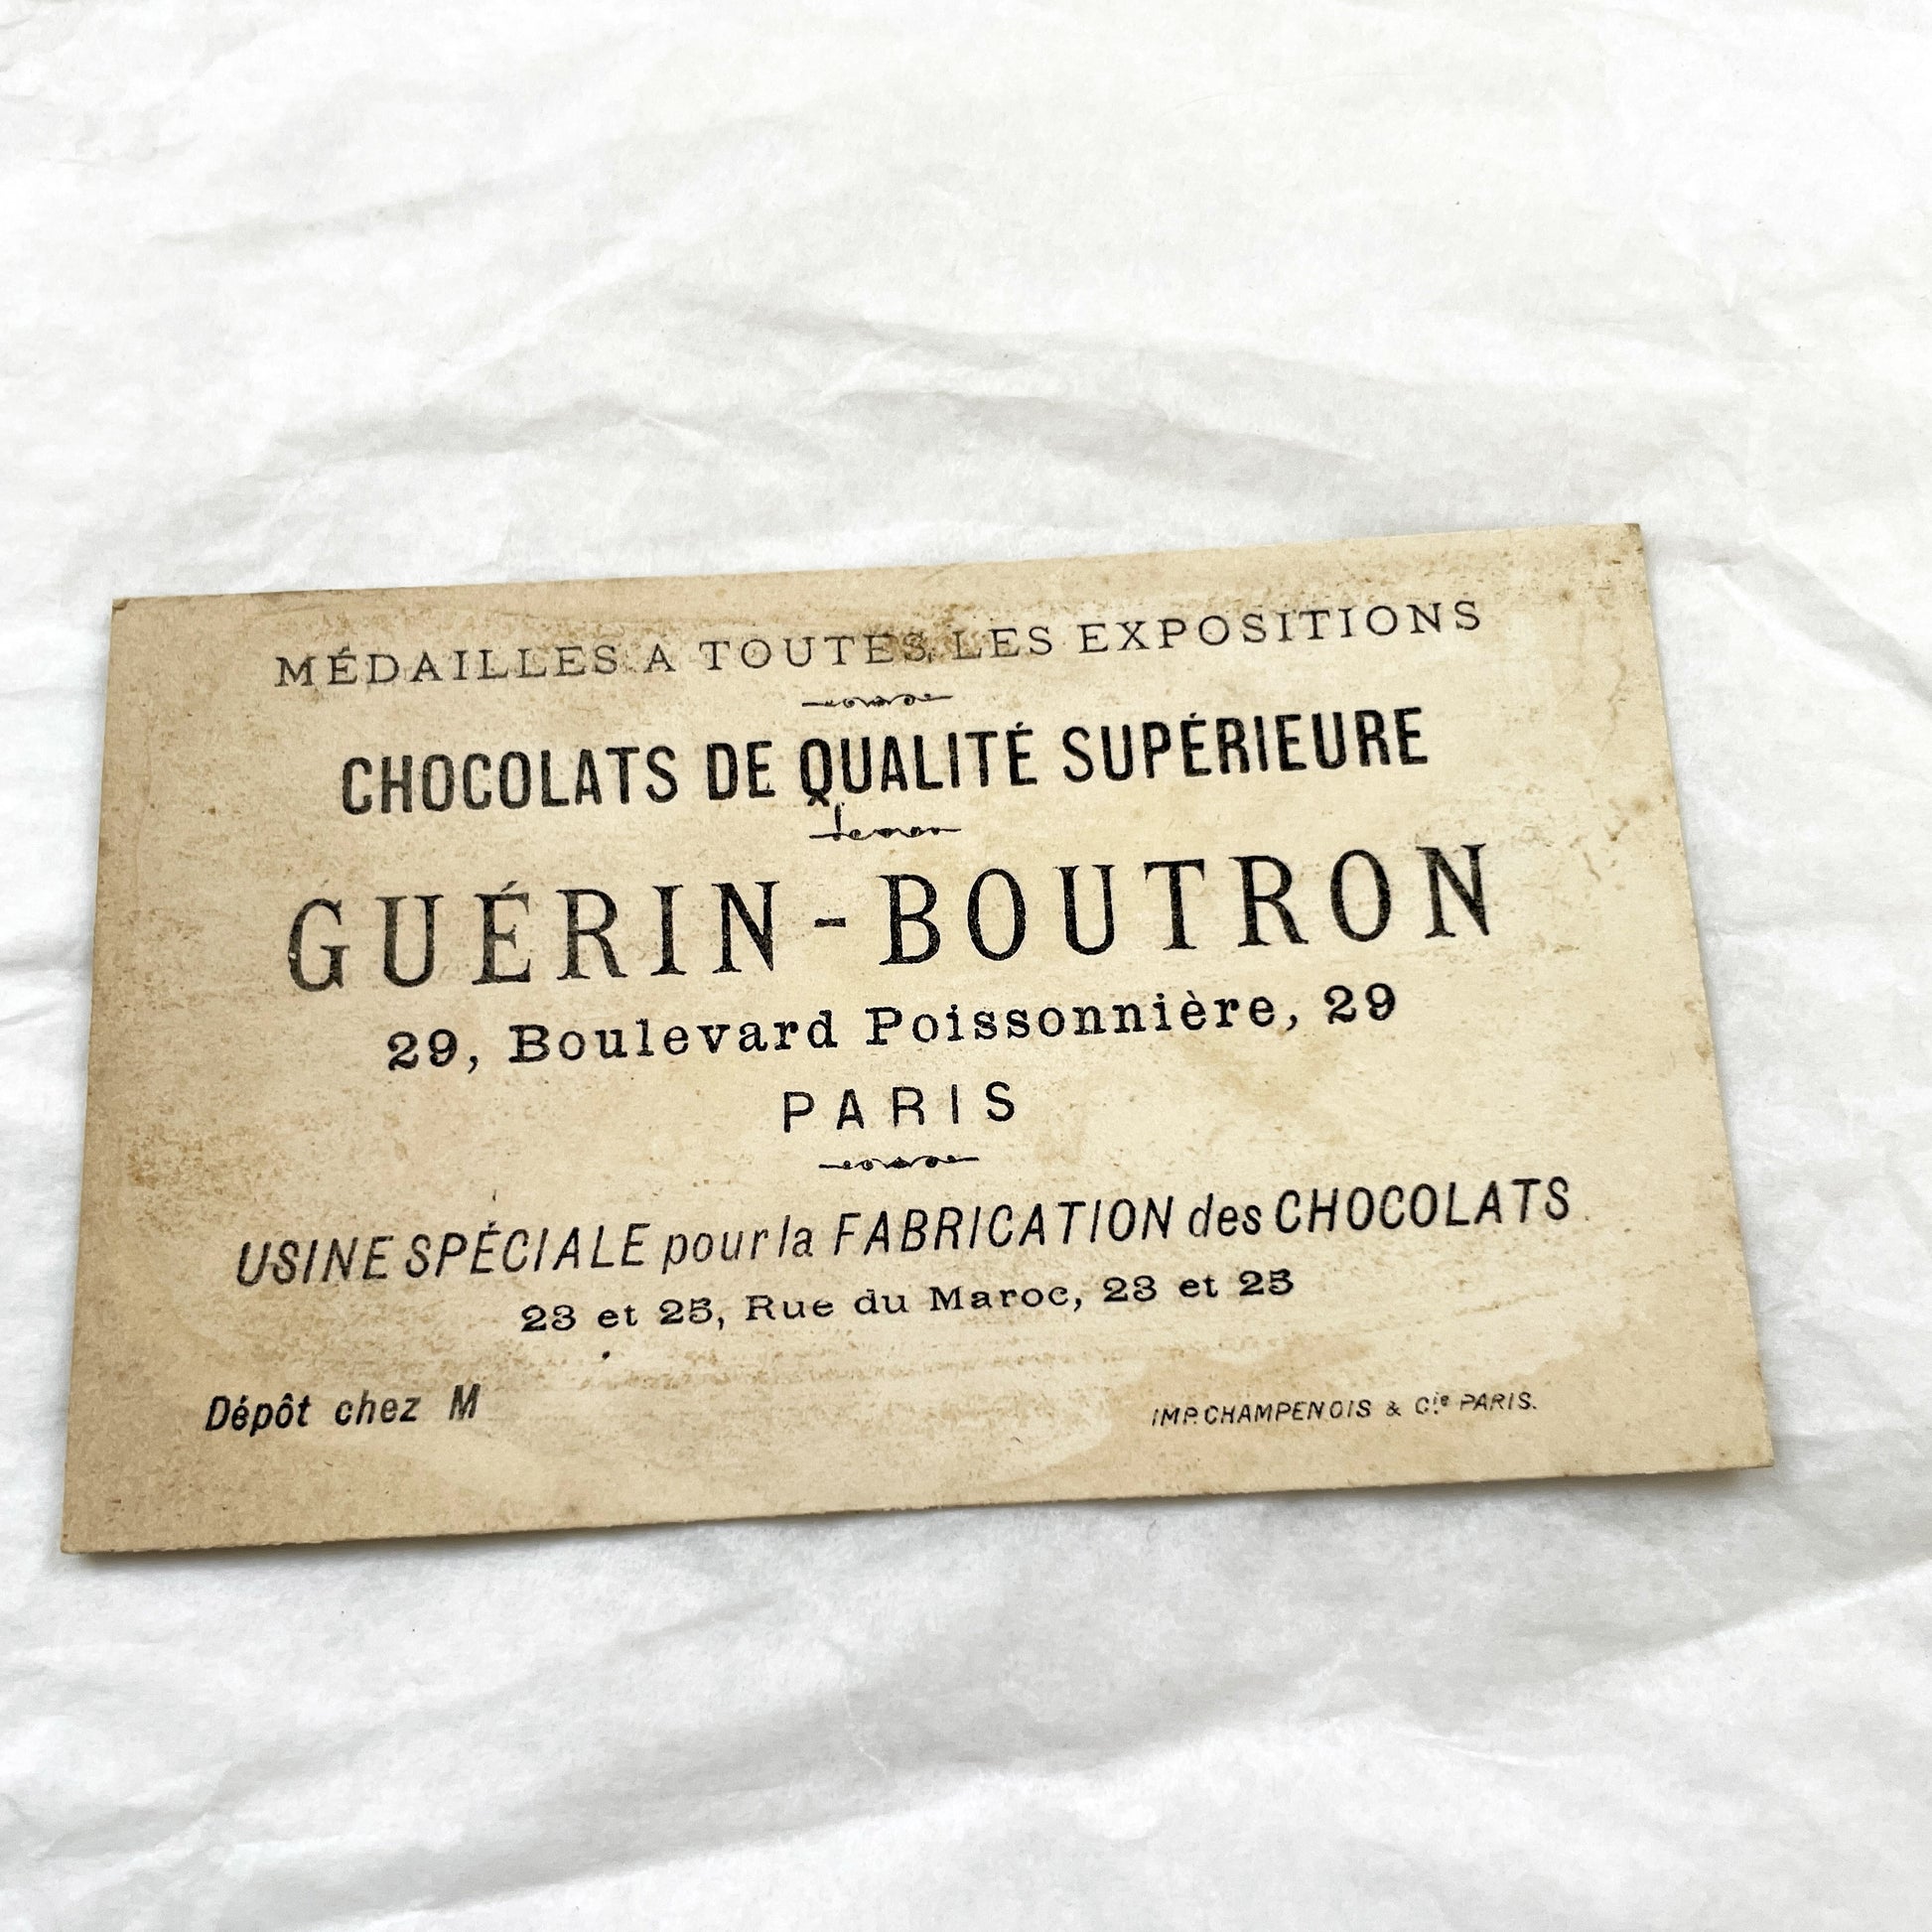 MÉDAILLES A TOUTES LES EXPOSITIONS
CHOCOLATS DE QUALITÉ SUPÉRIEURE
GUÉRIN-BOUTRON
29, Boulevard Poissonnière, 29
PARIS
USINE SPÉCIALE pour la FABRICATION des CHOCOLATS
23 et 25, Rue du Maroc, 23 et 25
Dépôt chez M
IMP. CHAMPENOIS & Cie PARIS.